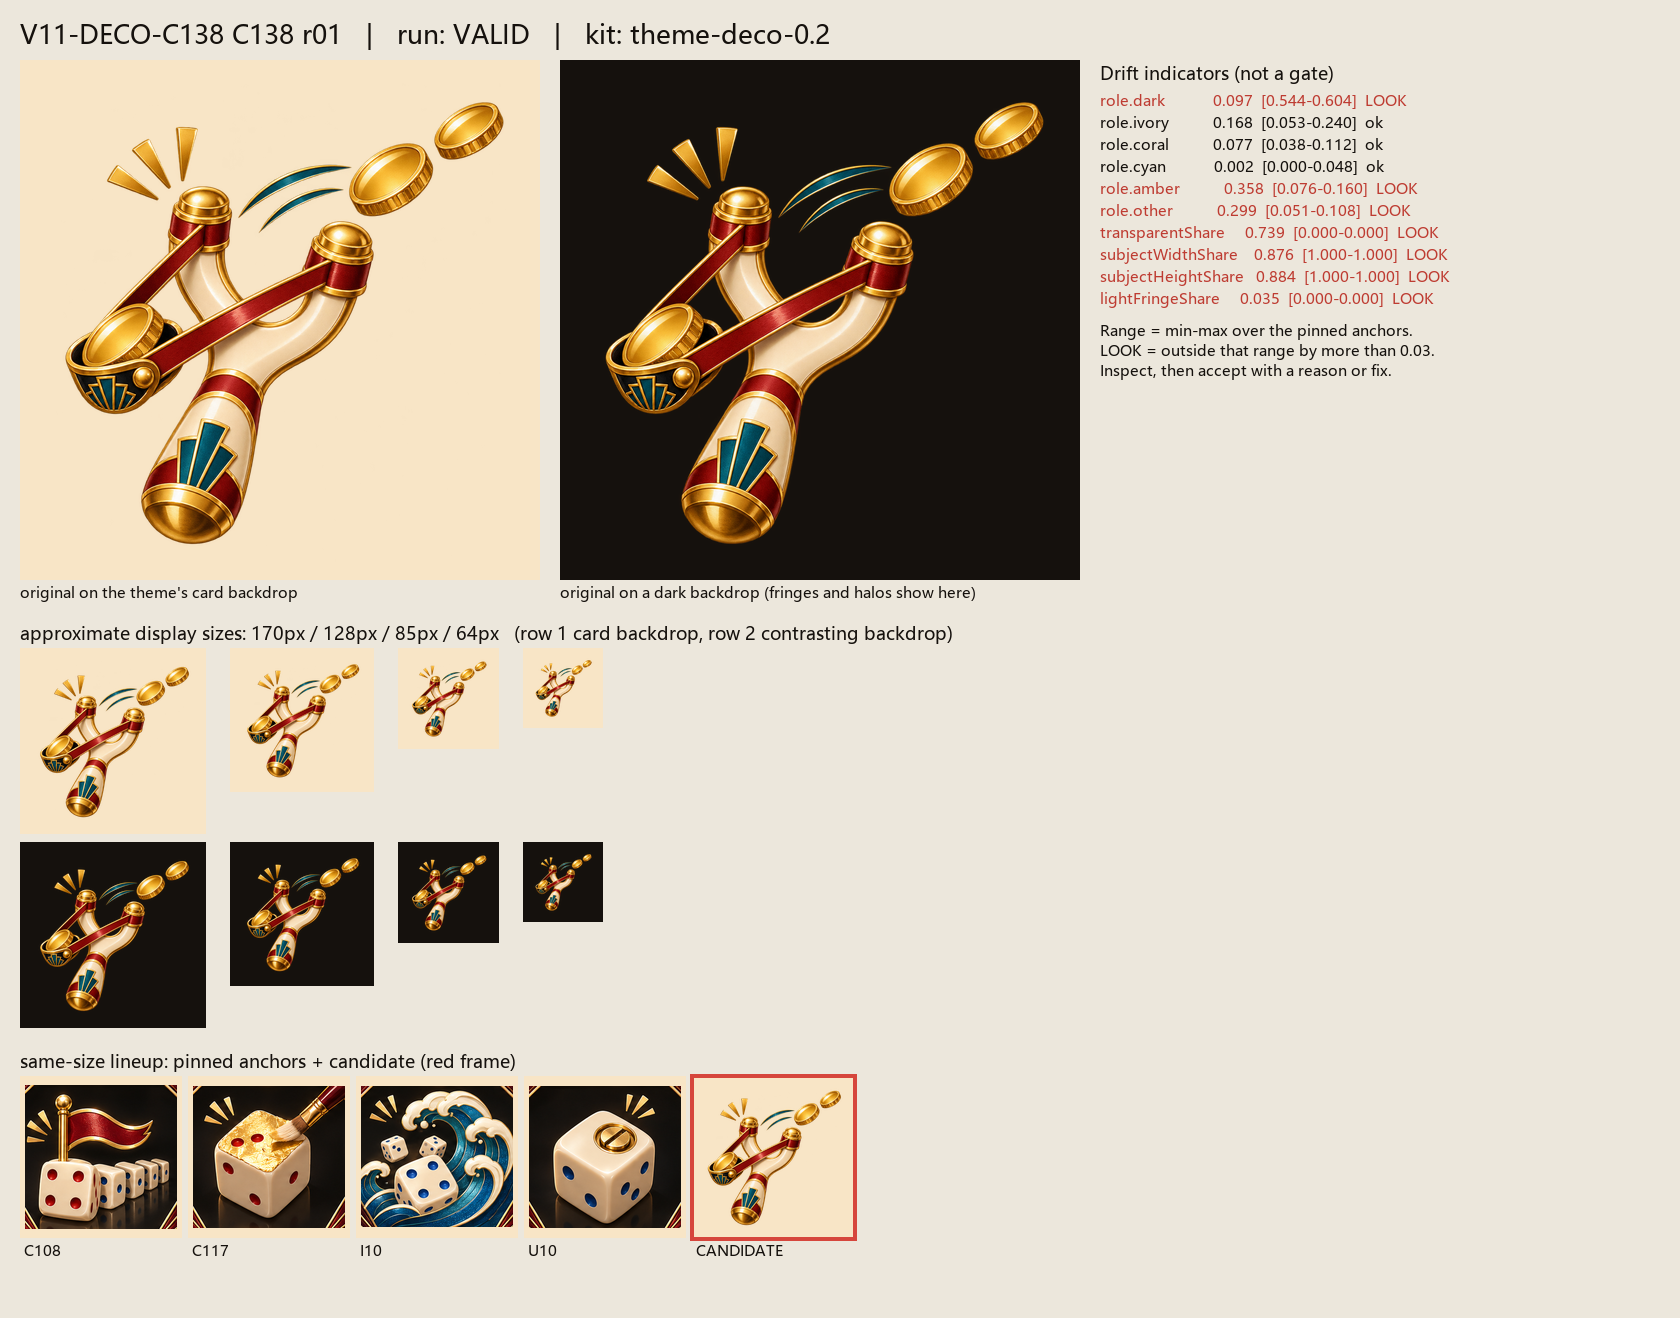 V11-DECO-C138 C138 r01 | run: VALID | kit: theme-deco-0.2
Drift indicators (not a gate)
role.dark 0.097 [0.544-0.604] LOOK
role.ivory 0.168 [0.053-0.240] ok
role.coral 0.077 [0.038-0.112] ok
role.cyan 0.002 [0.000-0.048] ok
role.amber 0.358 [0.076-0.160] LOOK
role.other 0.299 [0.051-0.108] LOOK
transparentShare 0.739 [0.000-0.000] LOOK
subjectWidthShare 0.876 [1.000-1.000] LOOK
subjectHeightShare 0.884 [1.000-1.000] LOOK
lightFringeShare 0.035 [0.000-0.000] LOOK
Range = min-max over the pinned anchors.
LOOK = outside that range by more than 0.03.
Inspect, then accept with a reason or fix.
original on the theme's card backdrop
original on a dark backdrop (fringes and halos show here)
approximate display sizes: 170px / 128px / 85px / 64px (row 1 card backdrop, row 2 contrasting backdrop)
same-size lineup: pinned anchors + candidate (red frame)
C108
C117
I10
U10
CANDIDATE